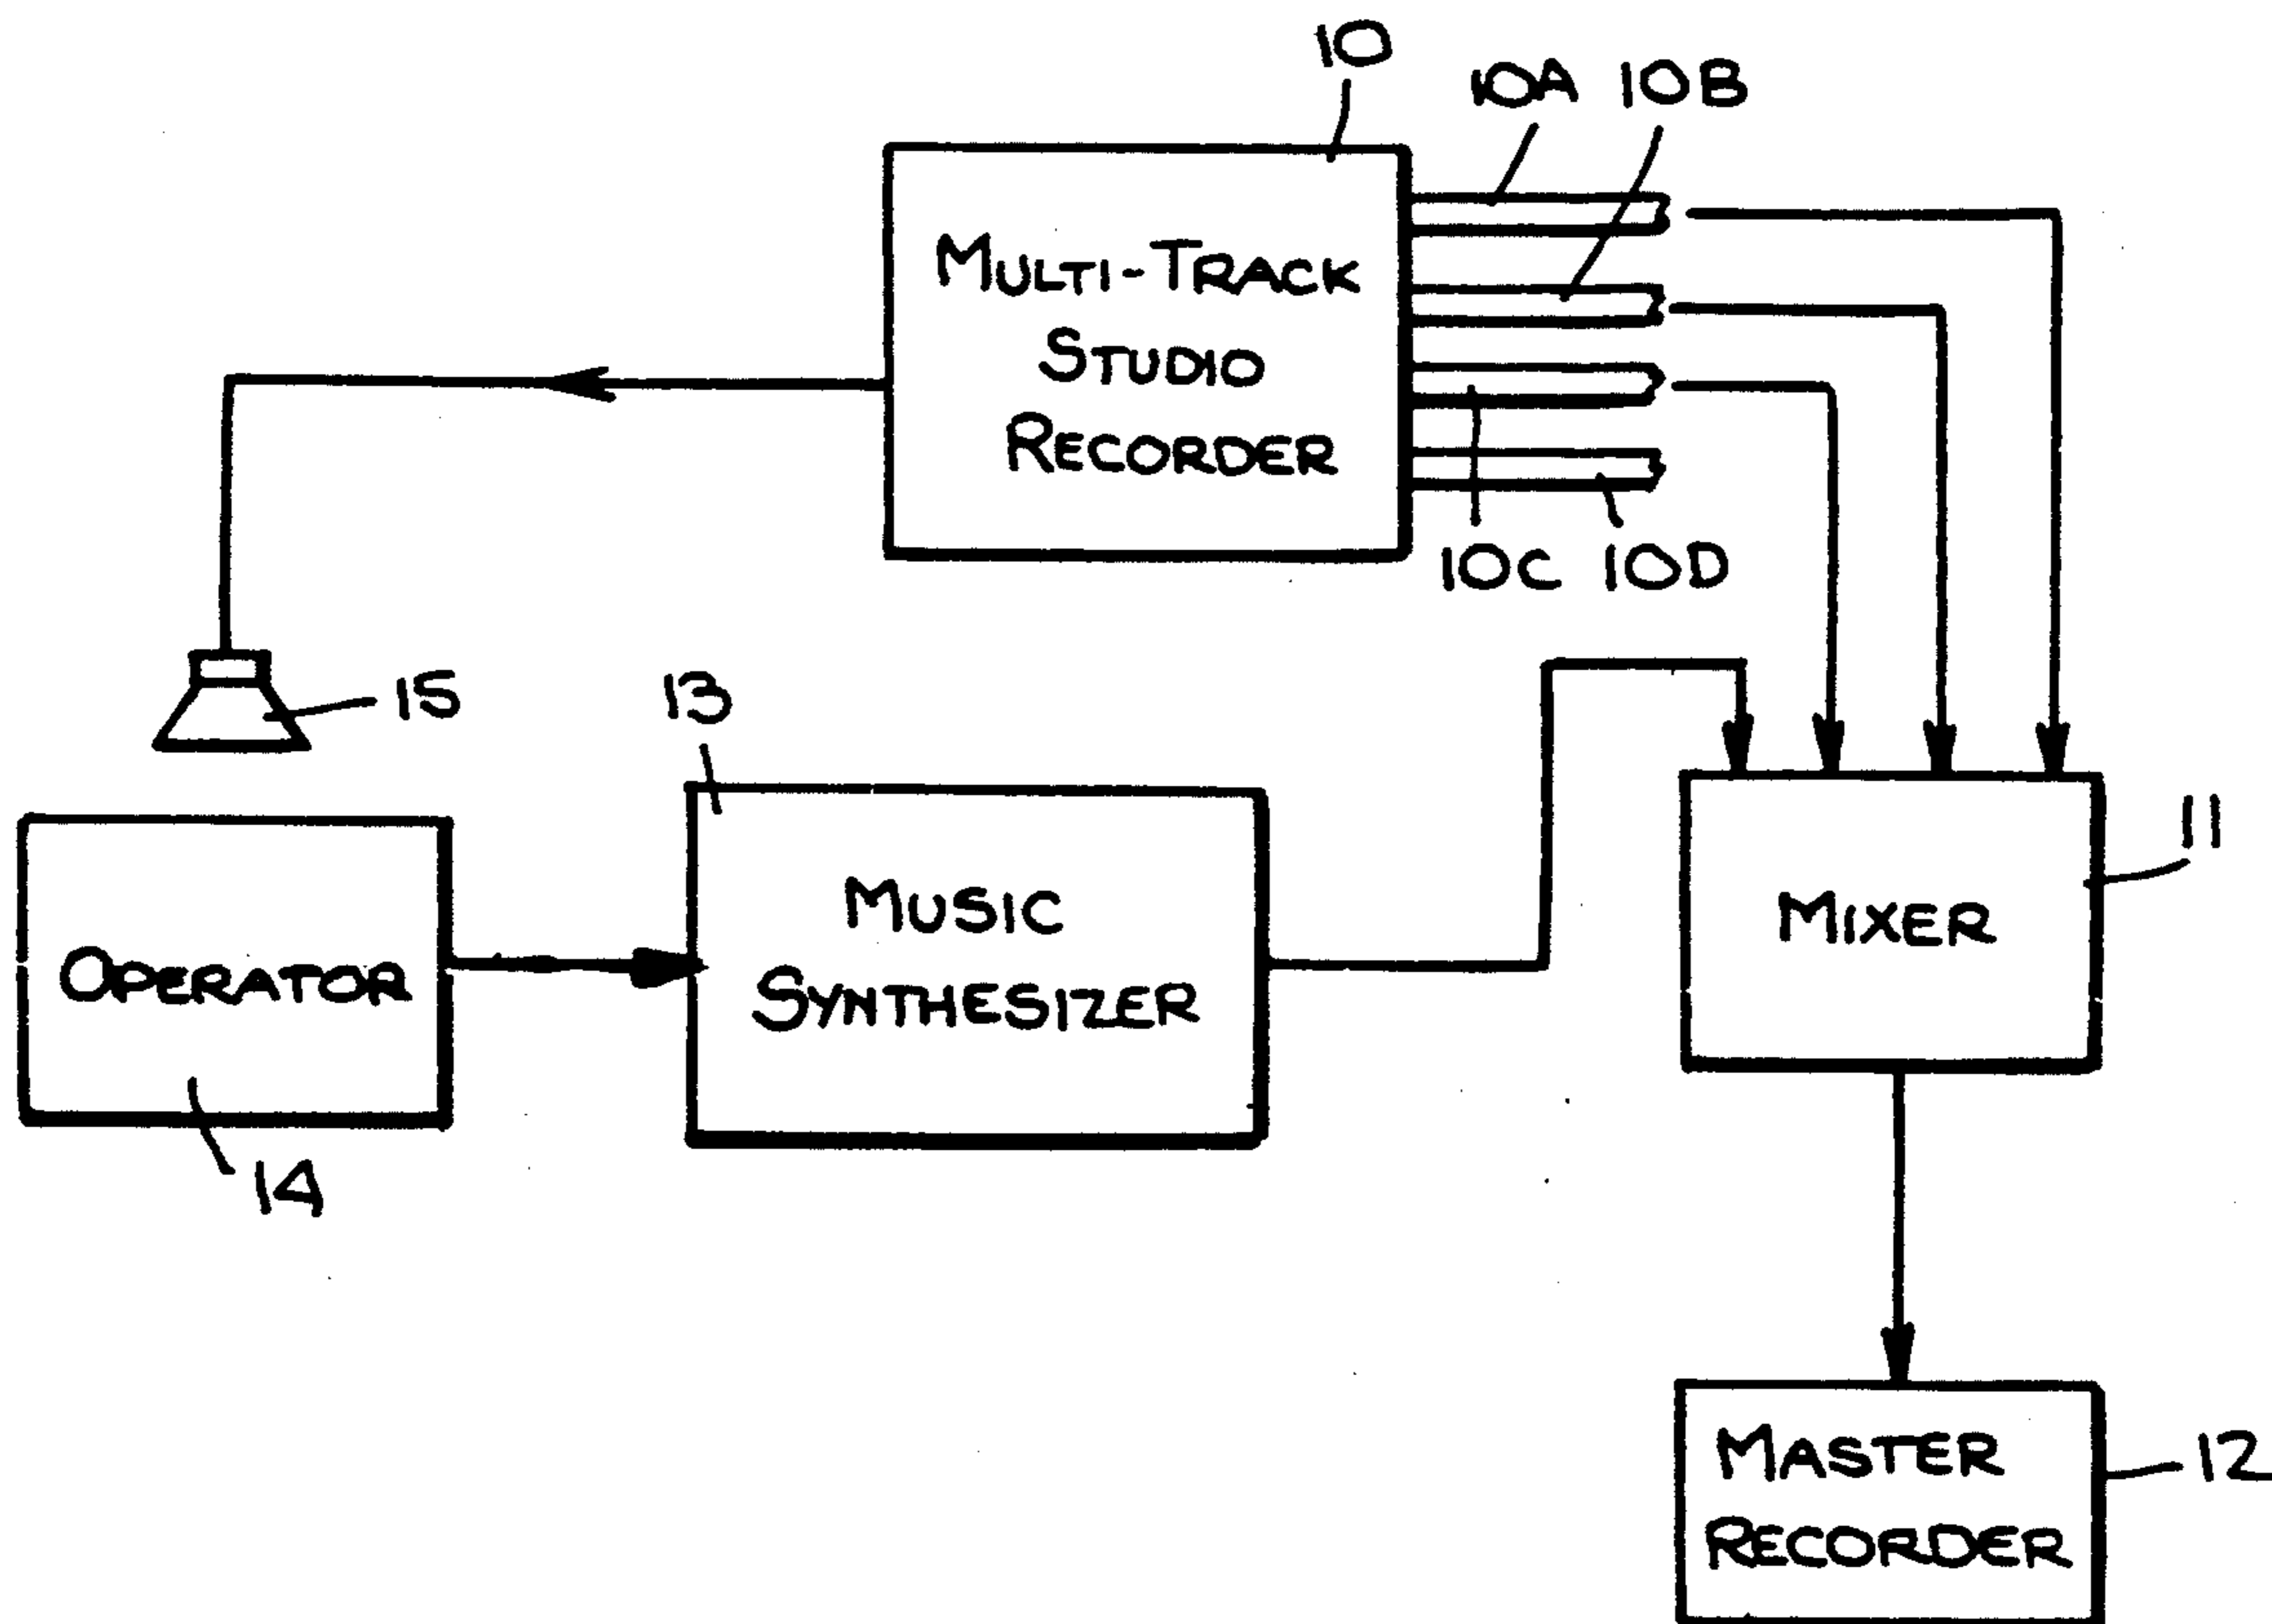 10
10A 10B
MULTI-TRACK
STUDIO
RECORDER
10C 10D
15
13
11
MUSIC
SYNTHESIZER
MIXER
OPERATOR
14
MASTER
RECORDER
12